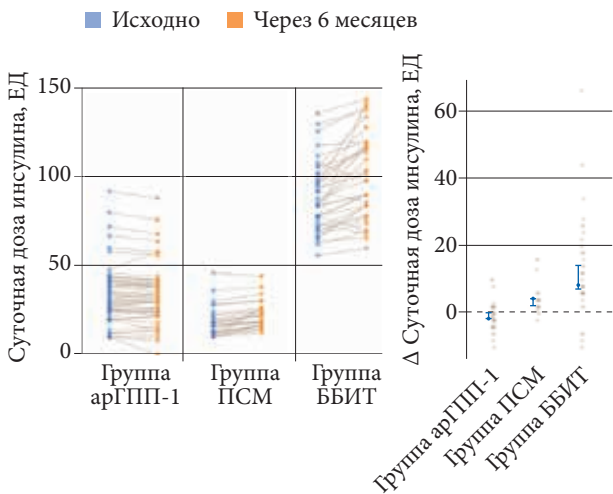 Исходно Через 6 месяцев
Суточная доза инсулина, ЕД
150
100
50
0
Группа
арГПП-1
Группа
ПСМ
Группа
ББИТ
Δ Суточная доза инсулина, ЕД
60
40
20
0
Группа арГПП-1
Группа ПСМ
Группа ББИТ